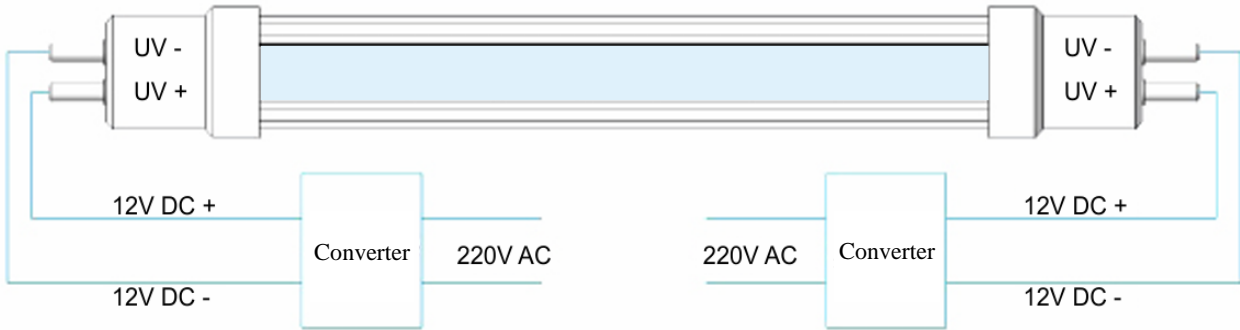 UV -
UV -
UV +
UV +
12V DC +
12V DC +
Converter
220V AC
220V AC
Converter
12V DC -
12V DC -